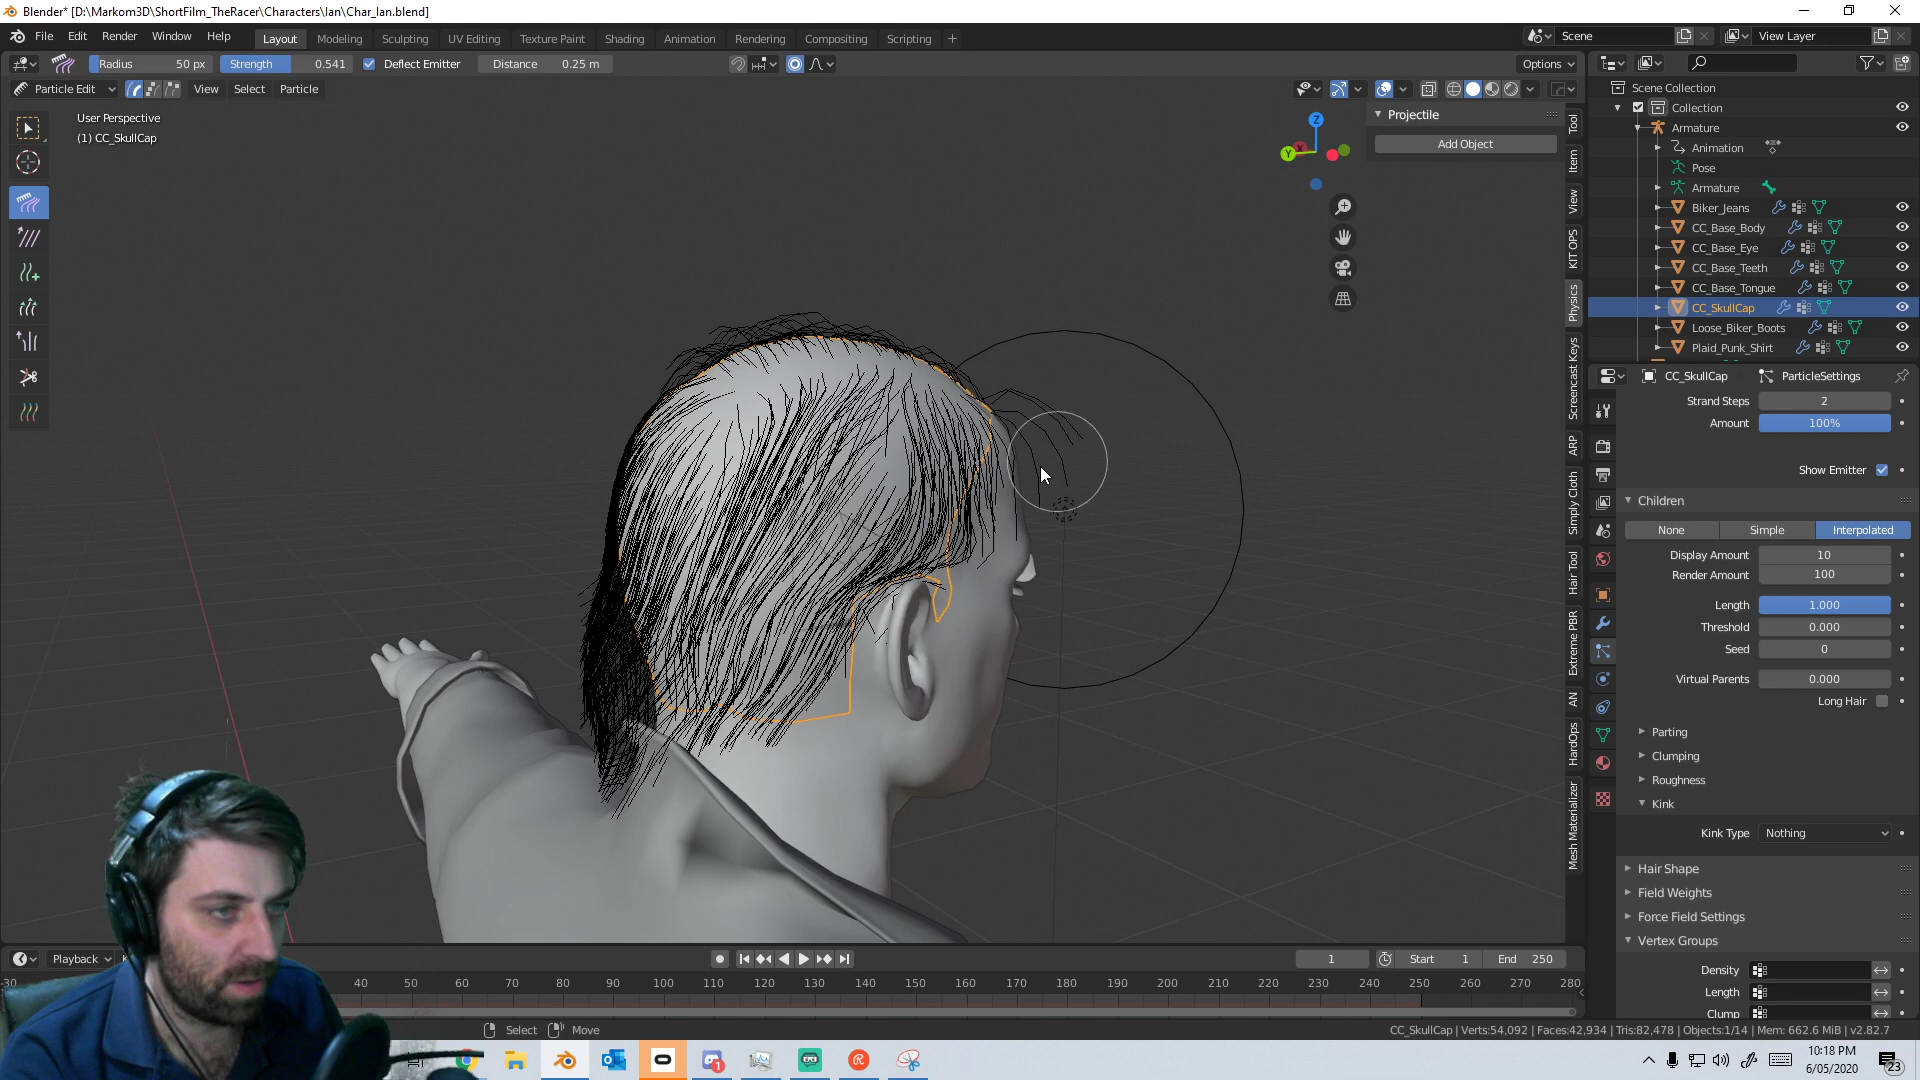 Blender* [D:\Markom3D\ShortFilm_TheRacer\Characters\Ian\Char_Ian.blend]
File Edit Render Window Help Layout Modeling Sculpting UV Editing Texture Paint Shading Animation Rendering Compositing Scripting + Scene View Layer
Radius 50 px Strength 0.541 Deflect Emitter Distance 0.25 m Options
Particle Edit View Select Particle
User Perspective
(1) CC_SkullCap
Z
Y
X
Projectile
Add Object
Tool
Item
View
KIT OPS
Physics
Screencast Keys
ARP
Simply Cloth
Hair Tool
Extreme PBR
AN
HardOps
Mesh Materializer
Scene Collection
Collection
Armature
Animation
Pose
Armature
Biker_Jeans
CC_Base_Body
CC_Base_Eye
CC_Base_Teeth
CC_Base_Tongue
CC_SkullCap
Loose_Biker_Boots
Plaid_Punk_Shirt
CC_SkullCap ParticleSettings
Strand Steps 2
Amount 100%
Show Emitter
Children
None Simple Interpolated
Display Amount 10
Render Amount 100
Length 1.000
Threshold 0.000
Seed 0
Virtual Parents 0.000
Long Hair
Parting
Clumping
Roughness
Kink
Kink Type Nothing
Hair Shape
Field Weights
Force Field Settings
Vertex Groups
Density
Length
Clump
Playback K 1 Start 1 End 250
-30 40 50 60 70 80 90 100 110 120 130 140 150 160 170 180 190 200 210 220 230 240 250 260 270 280
Select Move CC_SkullCap | Verts:54,092 | Faces:42,934 | Tris:82,478 | Objects:1/14 | Mem: 662.6 MiB | v2.82.7
1
10:18 PM
6/05/2020
23